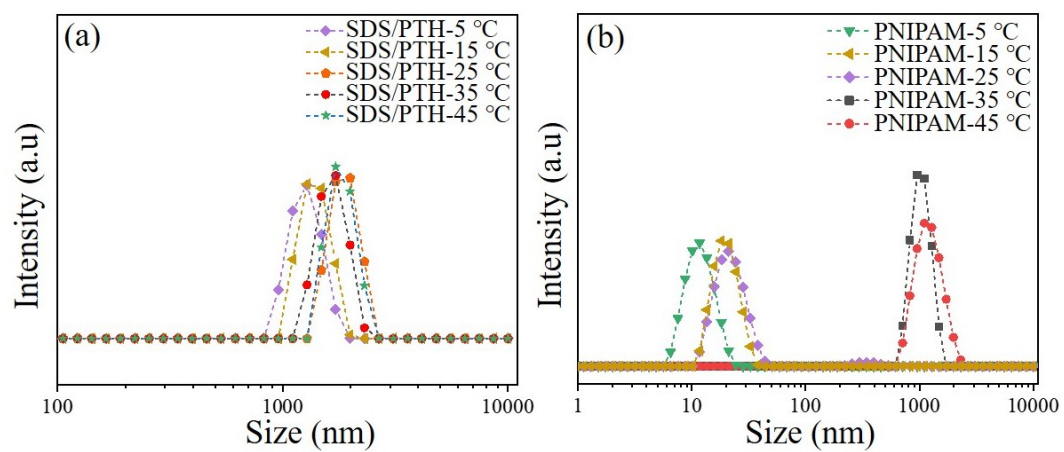 (a)
SDS/PTH-5 ℃
SDS/PTH-15 ℃
SDS/PTH-25 ℃
SDS/PTH-35 ℃
SDS/PTH-45 ℃
Intensity (a.u)
100 1000 10000
Size (nm)
(b)
PNIPAM-5 ℃
PNIPAM-15 ℃
PNIPAM-25 ℃
PNIPAM-35 ℃
PNIPAM-45 ℃
Intensity (a.u)
1 10 100 1000 10000
Size (nm)